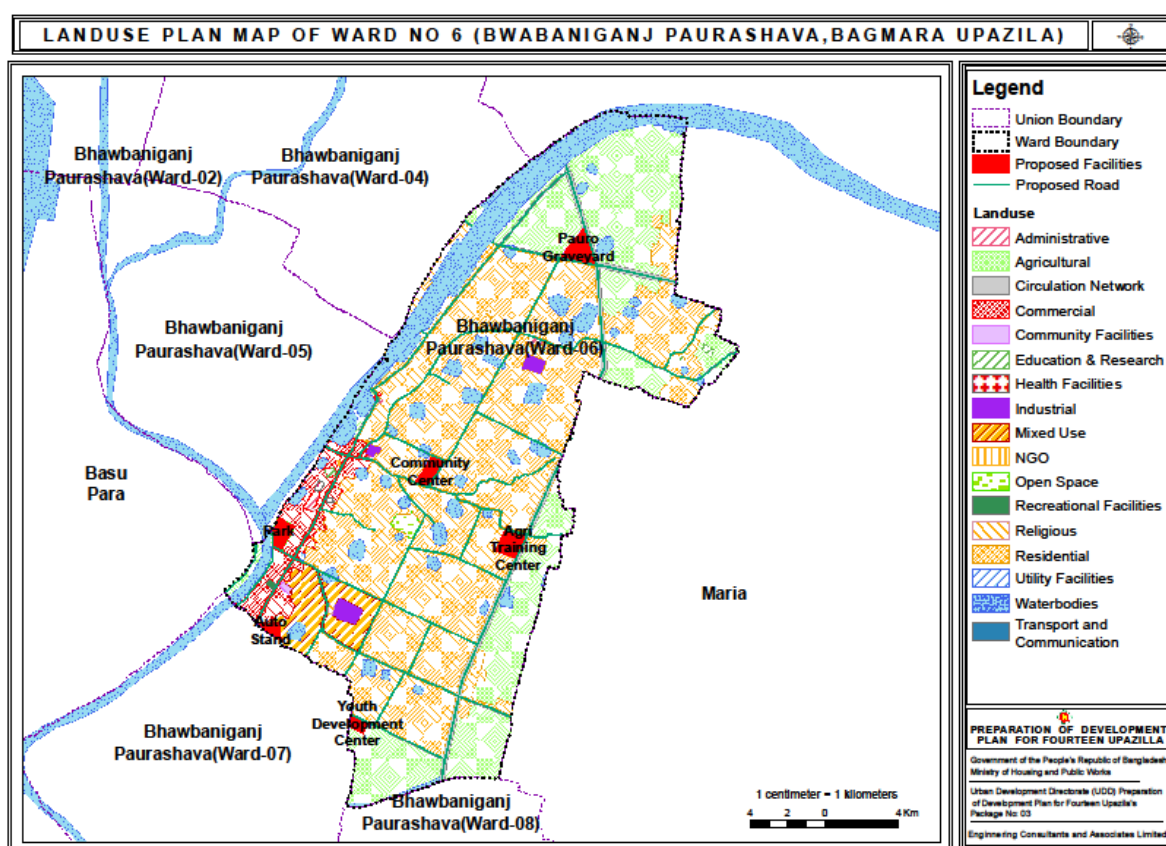 LANDUSE PLAN MAP OF WARD NO 6 (BWABANIGANJ PAURASHAVA,BAGMARA UPAZILA)
Bhawbaniganj
Paurashava(Ward-02)
Bhawbaniganj
Paurashava(Ward-04)
Pauro
Graveyard
Bhawbaniganj
Paurashava(Ward-05)
Bhawbaniganj
Paurashava(Ward-06)
Basu
Para
Community
Center
Park
Agri
Training
Center
Maria
Auto
Stand
Youth
Development
Center
Bhawbaniganj
Paurashava(Ward-07)
Bhawbaniganj
Paurashava(Ward-08)
1 centimeter = 1 kilometers
4 2 0 4 Km
Legend
Union Boundary
Ward Boundary
Proposed Facilities
Proposed Road
Landuse
Administrative
Agricultural
Circulation Network
Commercial
Community Facilities
Education & Research
Health Facilities
Industrial
Mixed Use
NGO
Open Space
Recreational Facilities
Religious
Residential
Utility Facilities
Waterbodies
Transport and
Communication
PREPARATION OF DEVELOPMENT
PLAN FOR FOURTEEN UPAZILLA
Government of the People's Republic of Bangladesh
Ministry of Housing and Public Works
Urban Development Directorate (UDD) Preparation
of Development Plan for Fourteen Upazila's
Package No: 03
Enginnering Consultants and Associates Limited